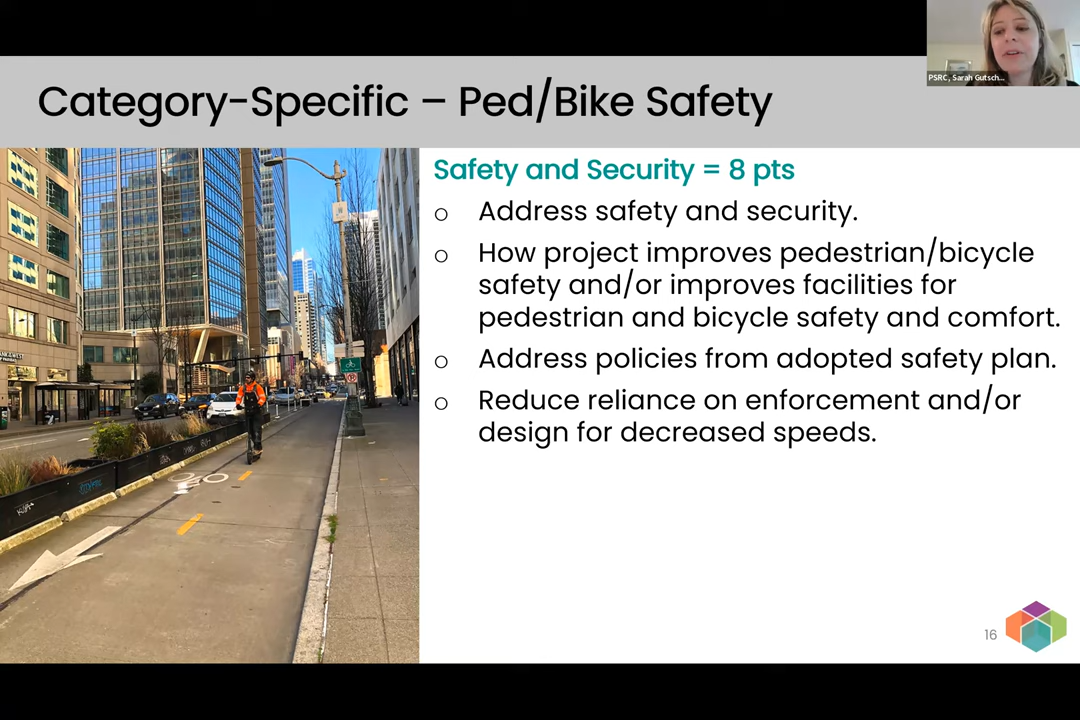 PSRC, Sarah Gutsch...
Category-Specific – Ped/Bike Safety
Safety and Security = 8 pts
o Address safety and security.
o How project improves pedestrian/bicycle
safety and/or improves facilities for
pedestrian and bicycle safety and comfort.
o Address policies from adopted safety plan.
o Reduce reliance on enforcement and/or
design for decreased speeds.
16